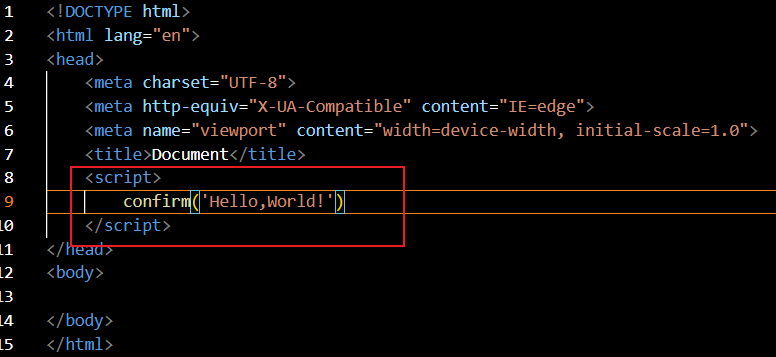 1 <!DOCTYPE html>
2 <html lang="en">
3 <head>
4     <meta charset="UTF-8">
5     <meta http-equiv="X-UA-Compatible" content="IE=edge">
6     <meta name="viewport" content="width=device-width, initial-scale=1.0">
7     <title>Document</title>
8     <script>
9         confirm('Hello,World!')
10     </script>
11 </head>
12 <body>
13
14 </body>
15 </html>